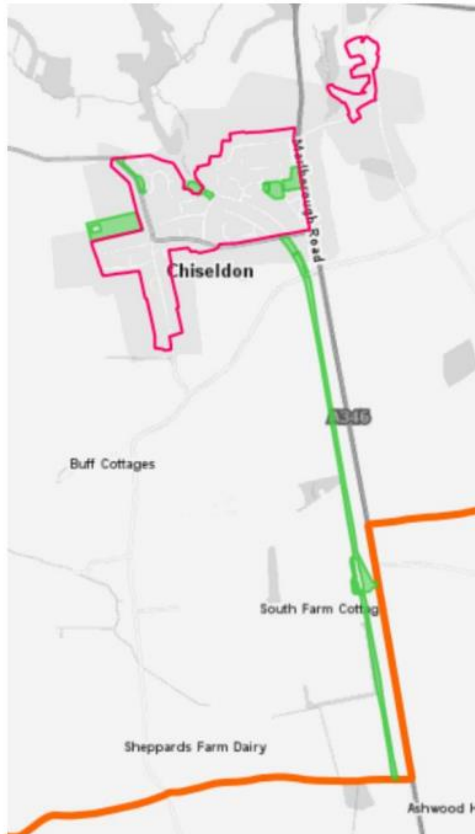 Marlborough Road
Chiseldon
A346
Buff Cottages
South Farm Cottag
Sheppards Farm Dairy
Ashwood H